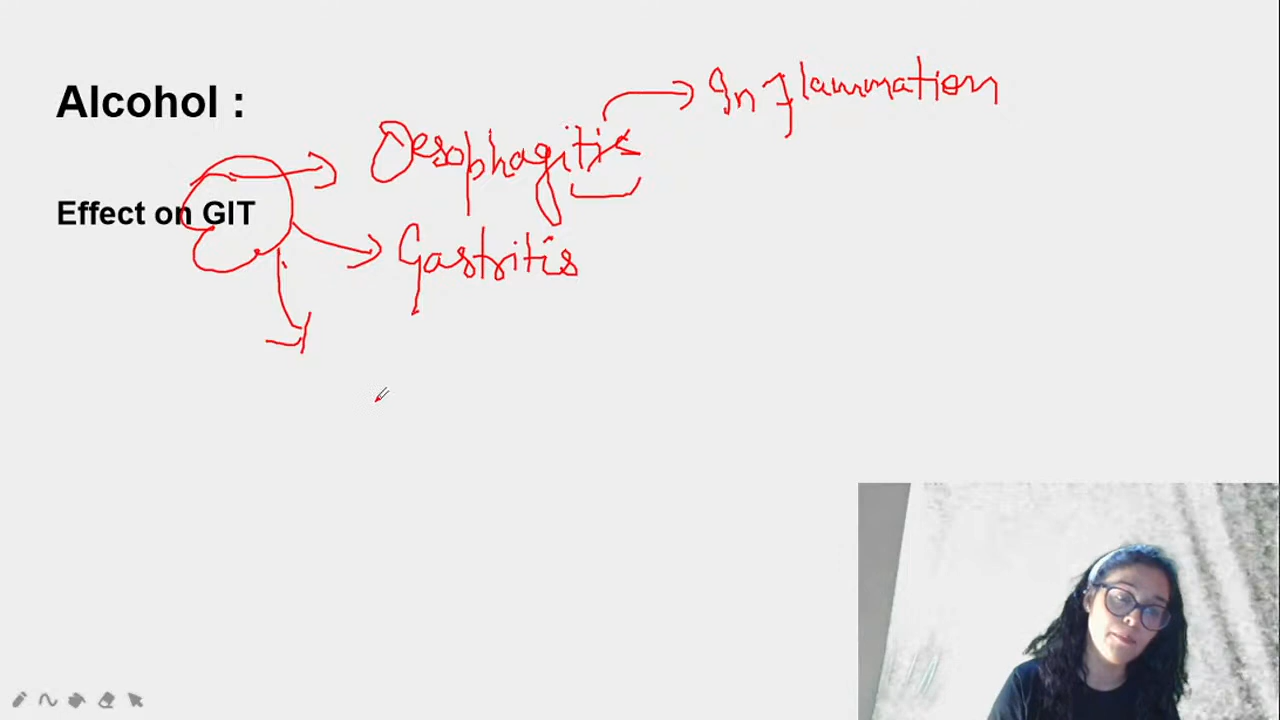 Alcohol :
Inflammation
Oesophagitis
Effect on GIT
Gastritis